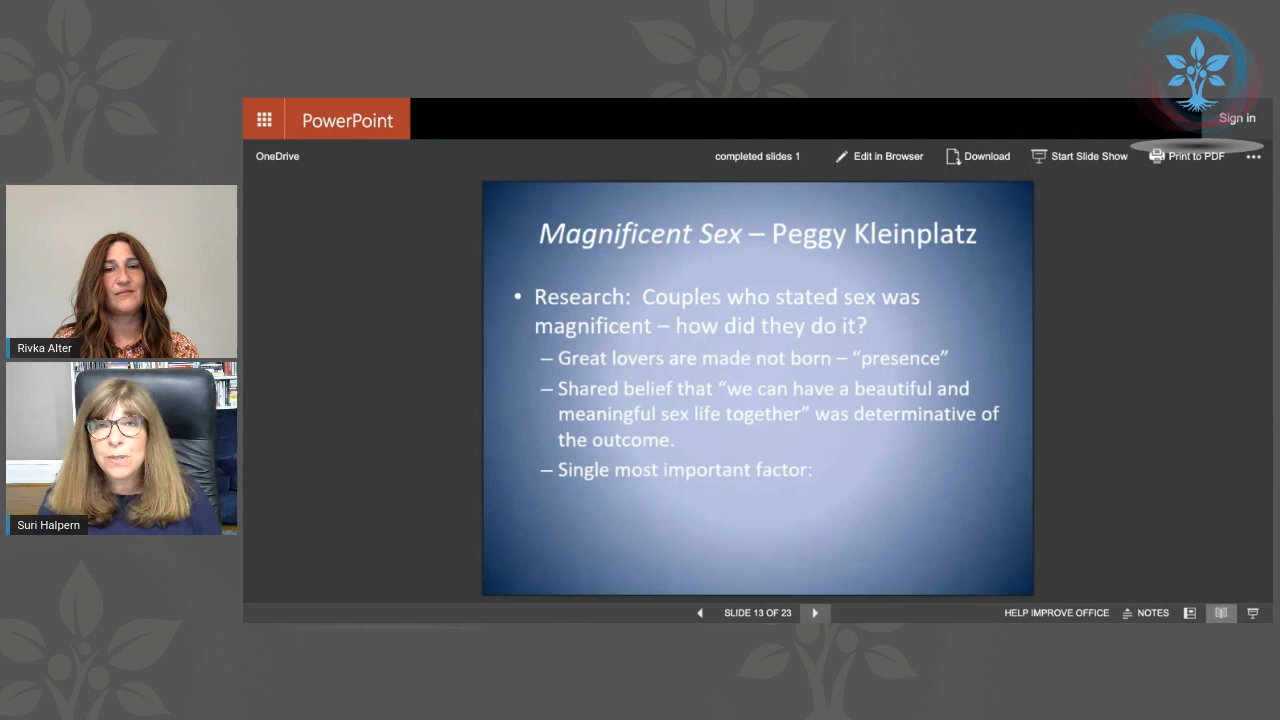 PowerPoint
Sign in
OneDrive
completed slides 1
Edit in Browser
Download
Start Slide Show
Print to PDF
Magnificent Sex – Peggy Kleinplatz
• Research: Couples who stated sex was
magnificent – how did they do it?
– Great lovers are made not born – “presence”
– Shared belief that “we can have a beautiful and
meaningful sex life together” was determinative of
the outcome.
– Single most important factor:
Rivka Alter
Suri Halpern
SLIDE 13 OF 23
HELP IMPROVE OFFICE
NOTES